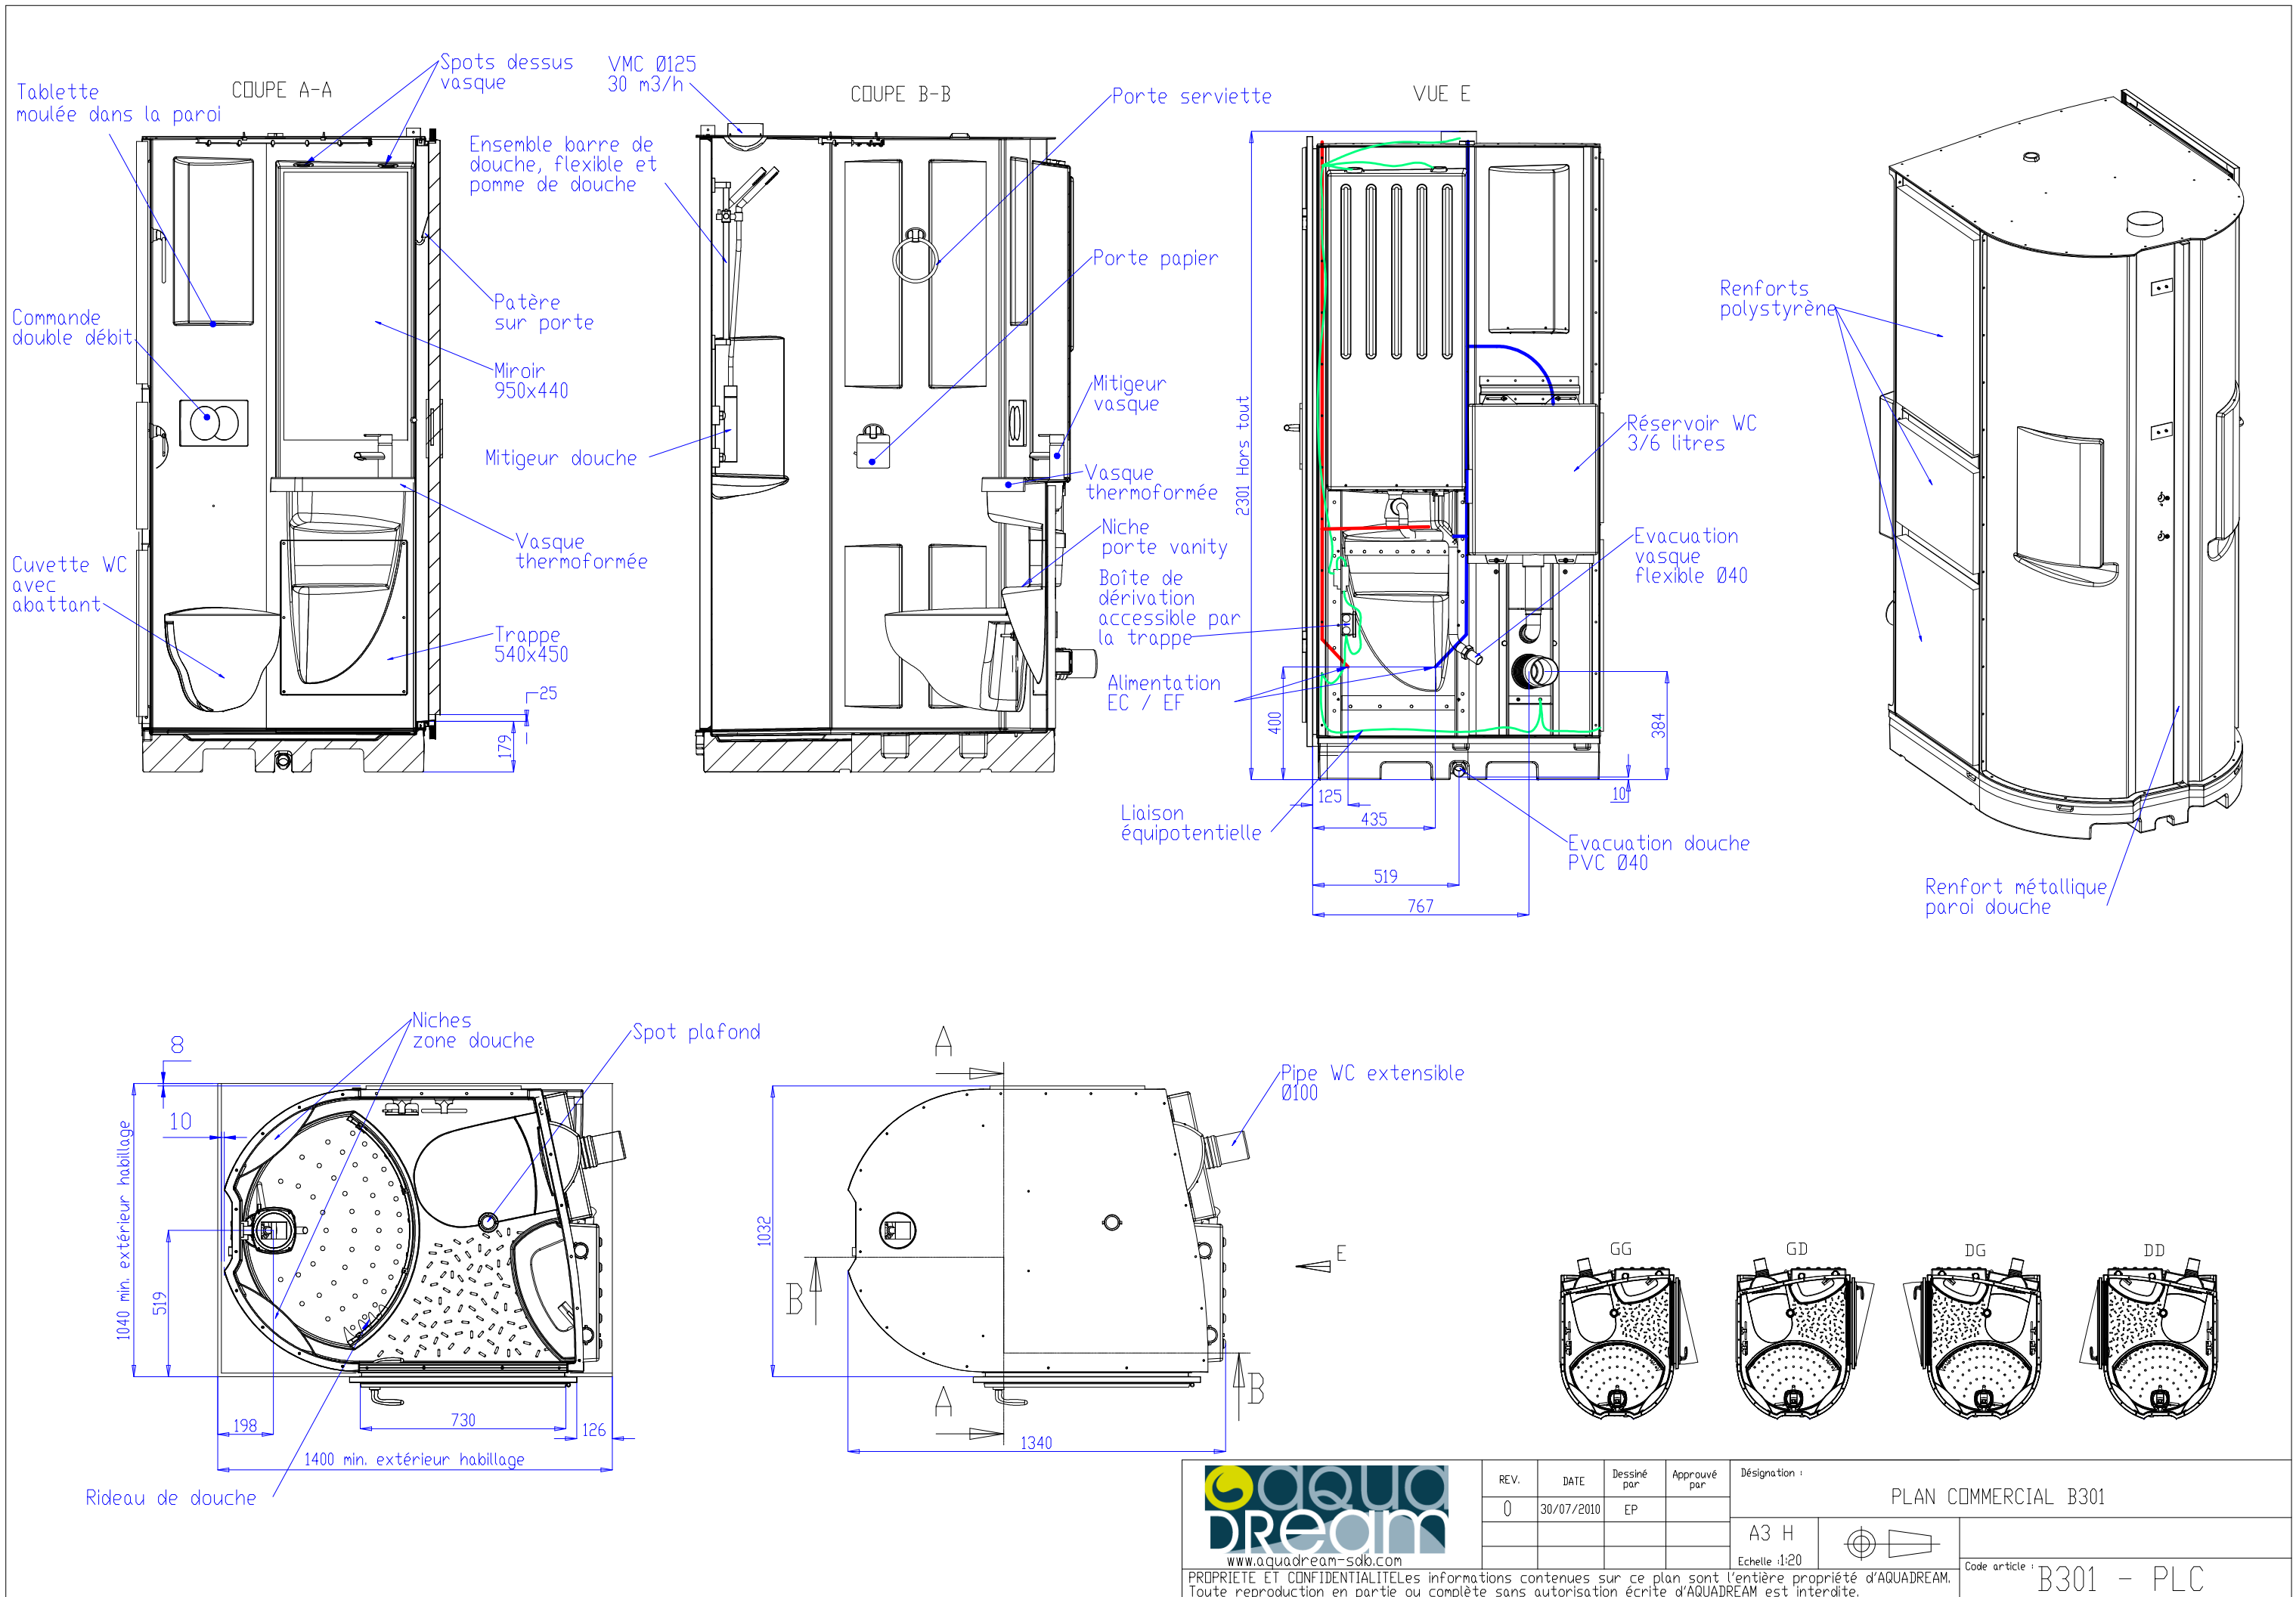 COUPE A-A
Tablette
moulée dans la paroi
Spots dessus
vasque
Commande
double débit
Patère
sur porte
Miroir
950x440
Cuvette WC
avec
abattant
Vasque
thermoformée
Trappe
540x450
25
179
VMC Ø125
30 m3/h
COUPE B-B
Ensemble barre de
douche, flexible et
pomme de douche
Porte serviette
Porte papier
Mitigeur douche
Mitigeur
vasque
Vasque
thermoformée
Niche
porte vanity
Boîte de
dérivation
accessible par
la trappe
Alimentation
EC / EF
Liaison
équipotentielle
VUE E
2301 Hors tout
Réservoir WC
3/6 litres
Evacuation
vasque
flexible Ø40
400
384
10
125
435
519
767
Evacuation douche
PVC Ø40
Renforts
polystyrène
Renfort métallique
paroi douche
Niches
zone douche
Spot plafond
8
10
1040 min. extérieur habillage
519
198
730
126
1400 min. extérieur habillage
Rideau de douche
A
Pipe WC extensible
Ø100
1032
B
E
A
B
1340
GG
GD
DG
DD
aqua
DReam
www.aquadream-sdb.com
REV.
DATE
Dessiné
par
Approuvé
par
0
30/07/2010
EP
Désignation :
PLAN COMMERCIAL B301
A3 H
Echelle :1:20
Code article :
B301 - PLC
PROPRIETE ET CONFIDENTIALITELes informations contenues sur ce plan sont l'entière propriété d'AQUADREAM.
Toute reproduction en partie ou complète sans autorisation écrite d'AQUADREAM est interdite.